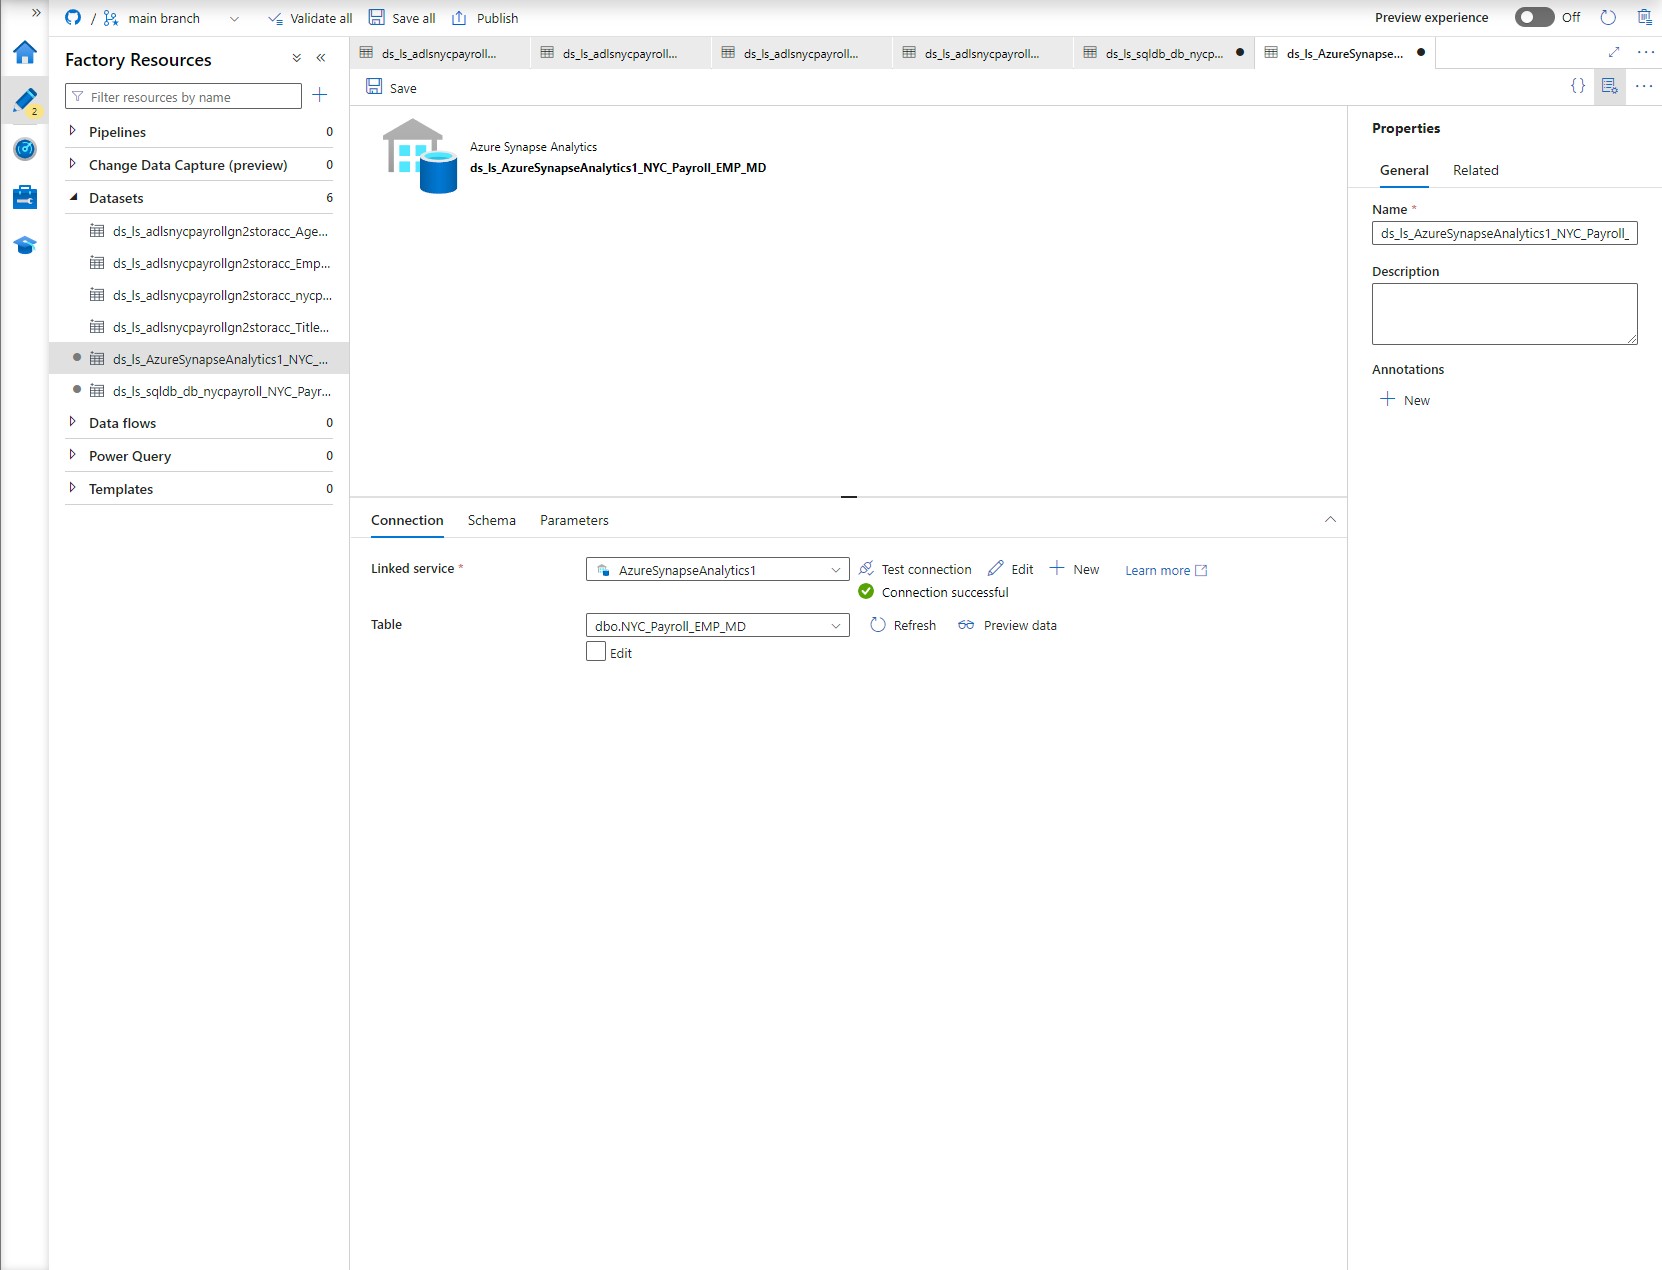 / main branch Validate all Save all Publish Preview experience Off
2
Factory Resources
Filter resources by name
Pipelines 0
Change Data Capture (preview) 0
Datasets 6
ds_ls_adlsnycpayrollgn2storacc_Age...
ds_ls_adlsnycpayrollgn2storacc_Emp...
ds_ls_adlsnycpayrollgn2storacc_nycp...
ds_ls_adlsnycpayrollgn2storacc_Title...
ds_ls_AzureSynapseAnalytics1_NYC_...
ds_ls_sqldb_db_nycpayroll_NYC_Payr...
Data flows 0
Power Query 0
Templates 0
ds_ls_adlsnycpayroll... ds_ls_adlsnycpayroll... ds_ls_adlsnycpayroll... ds_ls_adlsnycpayroll... ds_ls_sqldb_db_nycp... ds_ls_AzureSynapse...
Save
Azure Synapse Analytics
ds_ls_AzureSynapseAnalytics1_NYC_Payroll_EMP_MD
Connection Schema Parameters
Linked service * AzureSynapseAnalytics1 Test connection Edit New Learn more
Connection successful
Table dbo.NYC_Payroll_EMP_MD Refresh Preview data
Edit
Properties
General Related
Name *
ds_ls_AzureSynapseAnalytics1_NYC_Payroll_
Description
Annotations
New